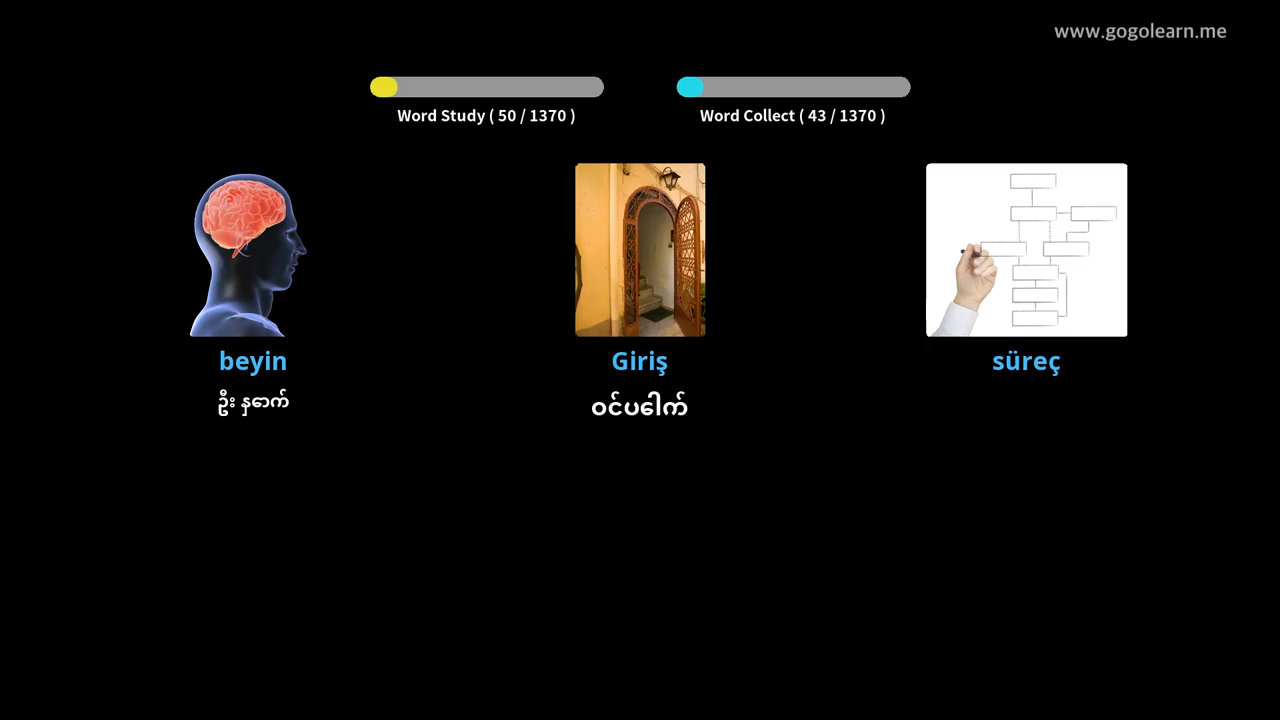 www.gogolearn.me
Word Study ( 50 / 1370 )
Word Collect ( 43 / 1370 )
beyin
Giriş
süreç
ဦး နှောက်
ဝင်ပေါက်